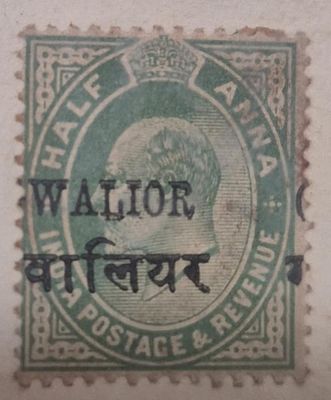 HALF ANNA
WALIOR (
वालियर
INDIA POSTAGE & REVENUE